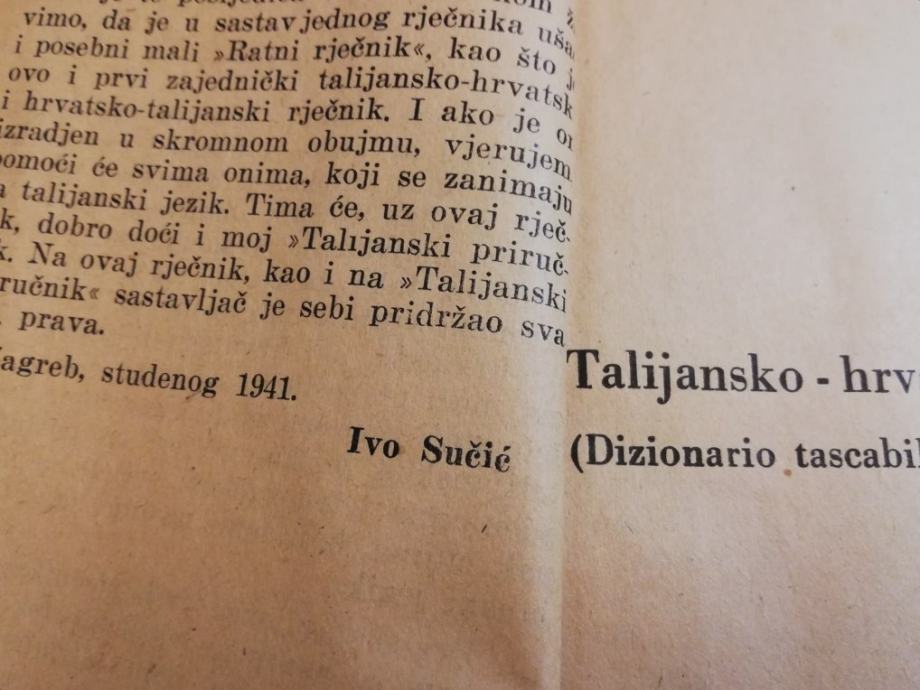 vimo, da je u sastav jednog rječnika
i posebni mali »Ratni rječnik«, kao što
ovo i prvi zajednički talijansko-hrvatsk
i hrvatsko-talijanski rječnik. I ako je
izradjen u skromnom obujmu, vjerujem
pomoći će svima onima, koji se zanimaju
talijanski jezik. Tima će, uz ovaj rječ-
k, dobro doći i moj »Talijanski priruč-
k. Na ovaj rječnik, kao i na »Talijanski
ručnik« sastavljač je sebi pridržao sva
prava.
agreb, studenog 1941.
Ivo Sučić
Talijansko - hrv
(Dizionario tascabil